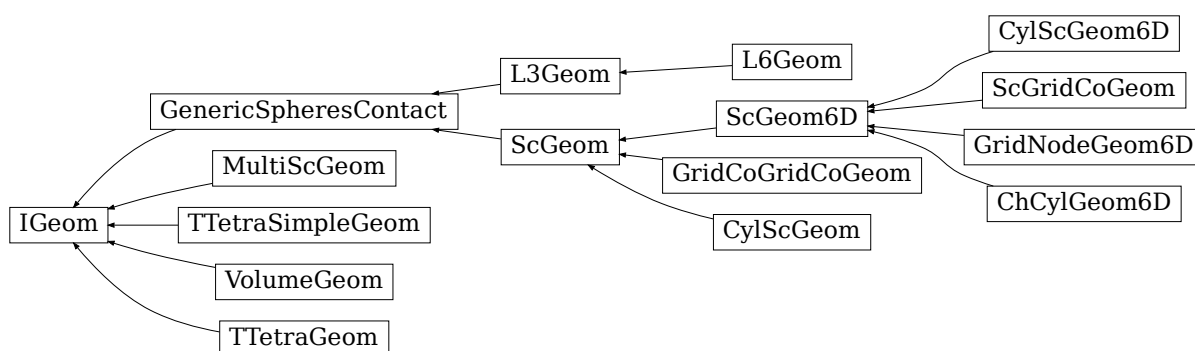 CylScGeom6D
L6Geom
L3Geom
ScGridCoGeom
GenericSpheresContact
ScGeom6D
ScGeom
GridNodeGeom6D
MultiScGeom
GridCoGridCoGeom
ChCylGeom6D
IGeom
TTetraSimpleGeom
CylScGeom
VolumeGeom
TTetraGeom